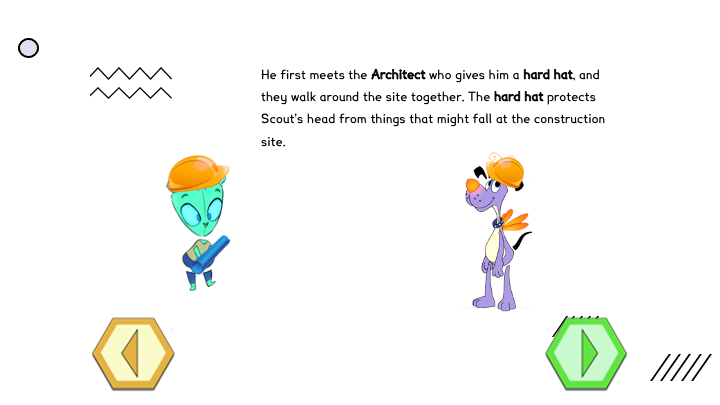 He first meets the Architect who gives him a hard hat, and
they walk around the site together. The hard hat protects
Scout's head from things that might fall at the construction
site.